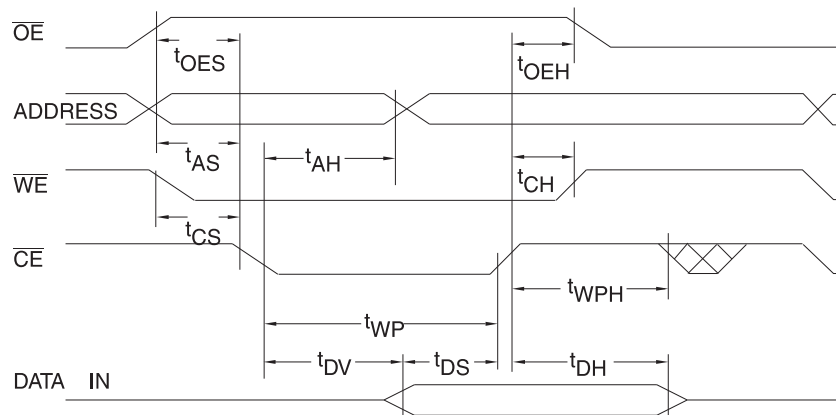 OE
tOES
tOEH
ADDRESS
tAS
tAH
WE
tCH
tCS
CE
tWPH
tWP
tDV
tDS
tDH
DATA IN